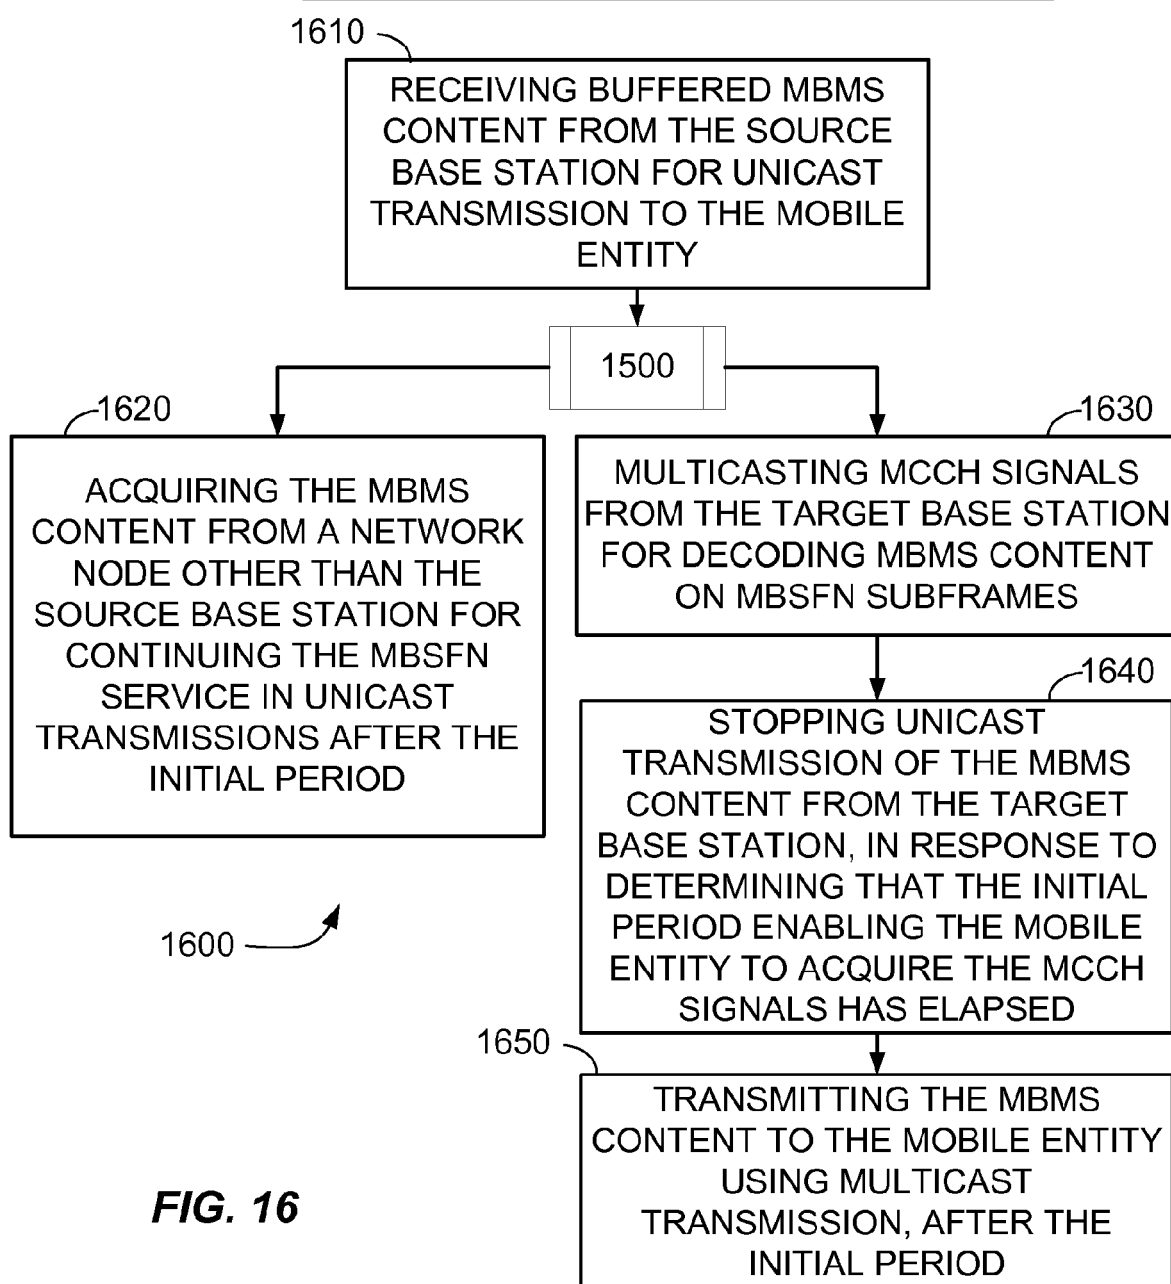 1610
RECEIVING BUFFERED MBMS
CONTENT FROM THE SOURCE
BASE STATION FOR UNICAST
TRANSMISSION TO THE MOBILE
ENTITY
1500
1620
ACQUIRING THE MBMS
CONTENT FROM A NETWORK
NODE OTHER THAN THE
SOURCE BASE STATION FOR
CONTINUING THE MBSFN
SERVICE IN UNICAST
TRANSMISSIONS AFTER THE
INITIAL PERIOD
1630
MULTICASTING MCCH SIGNALS
FROM THE TARGET BASE STATION
FOR DECODING MBMS CONTENT
ON MBSFN SUBFRAMES
1640
STOPPING UNICAST
TRANSMISSION OF THE MBMS
CONTENT FROM THE TARGET
BASE STATION, IN RESPONSE TO
DETERMINING THAT THE INITIAL
PERIOD ENABLING THE MOBILE
ENTITY TO ACQUIRE THE MCCH
SIGNALS HAS ELAPSED
1600
1650
TRANSMITTING THE MBMS
CONTENT TO THE MOBILE ENTITY
USING MULTICAST
TRANSMISSION, AFTER THE
INITIAL PERIOD
FIG. 16